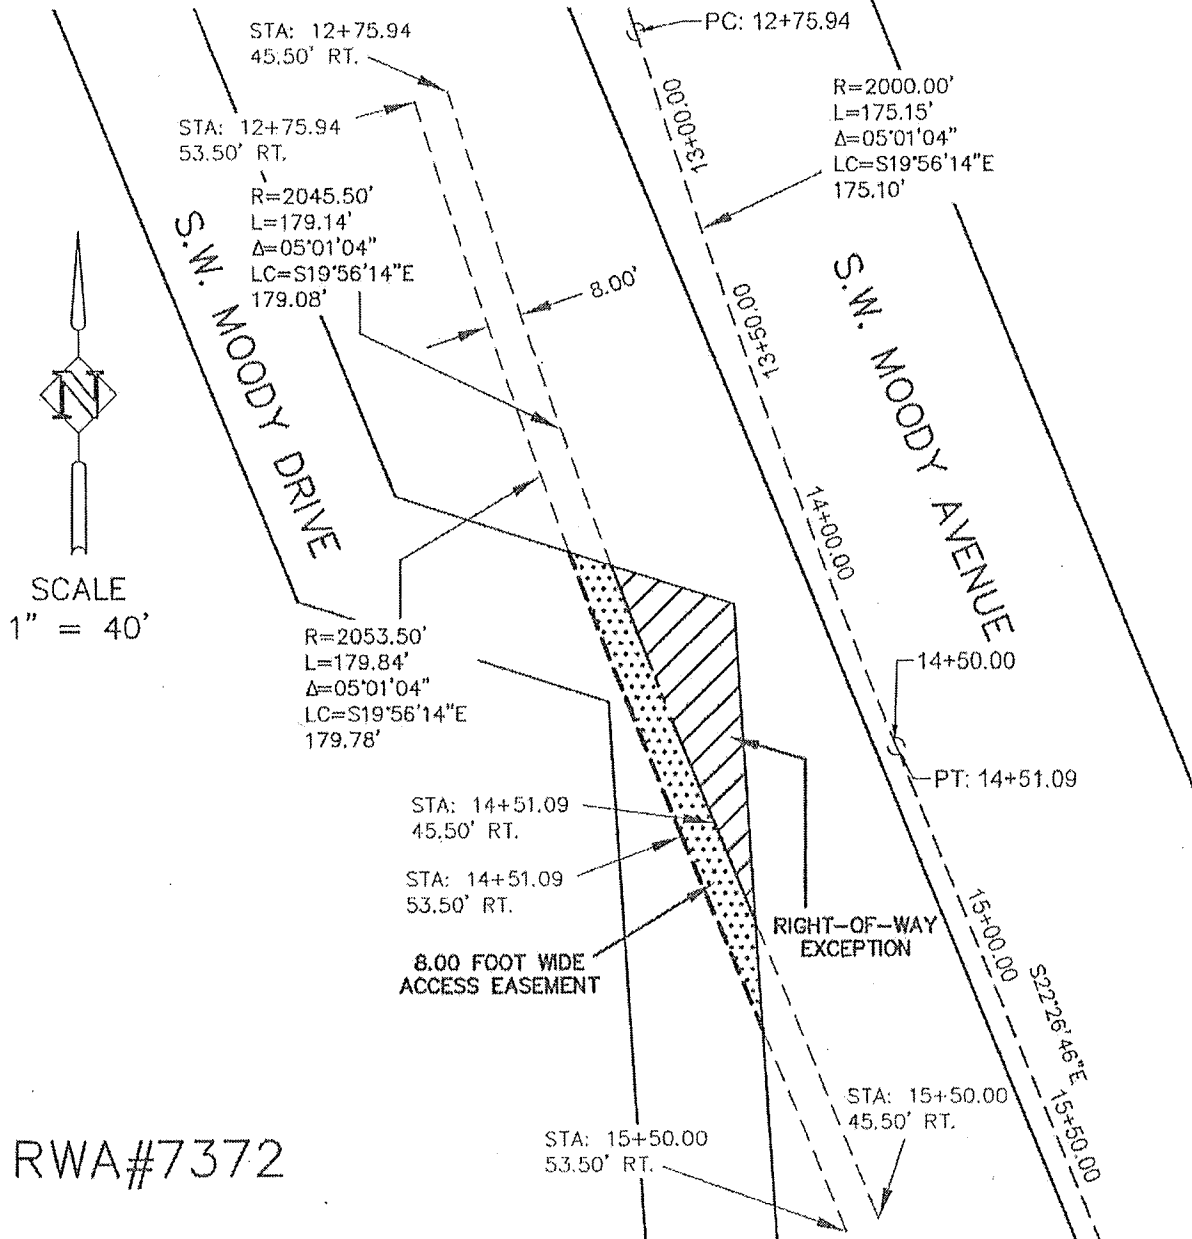 STA: 12+75.94
45.50' RT.
PC: 12+75.94
STA: 12+75.94
53.50' RT.
R=2000.00'
L=175.15'
Δ=05°01'04"
LC=S19°56'14"E
175.10'
13+00.00
R=2045.50'
L=179.14'
Δ=05°01'04"
LC=S19°56'14"E
179.08'
8.00'
13+50.00
S.W. MOODY DRIVE
S.W. MOODY AVENUE
N
SCALE
1" = 40'
14+00.00
R=2053.50'
L=179.84'
Δ=05°01'04"
LC=S19°56'14"E
179.78'
14+50.00
PT: 14+51.09
STA: 14+51.09
45.50' RT.
STA: 14+51.09
53.50' RT.
8.00 FOOT WIDE
ACCESS EASEMENT
RIGHT-OF-WAY
EXCEPTION
15+00.00
S22°26'46"E
15+50.00
STA: 15+50.00
45.50' RT.
STA: 15+50.00
53.50' RT.
RWA#7372